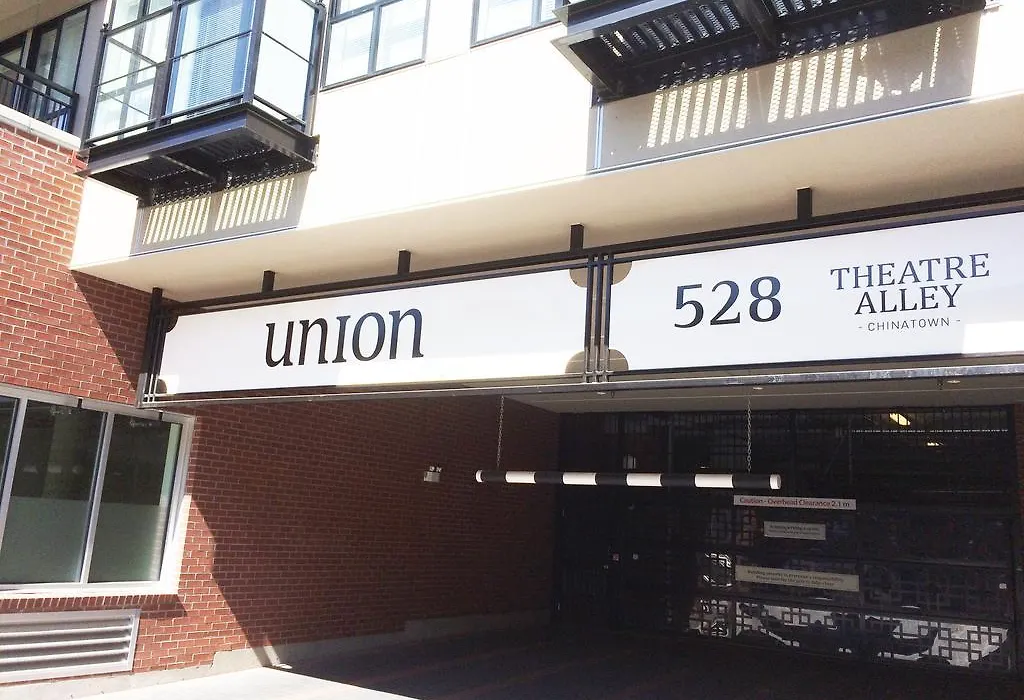 UNION
528
THEATRE
ALLEY
- CHINATOWN -
Caution - Overhead Clearance 2.1 m